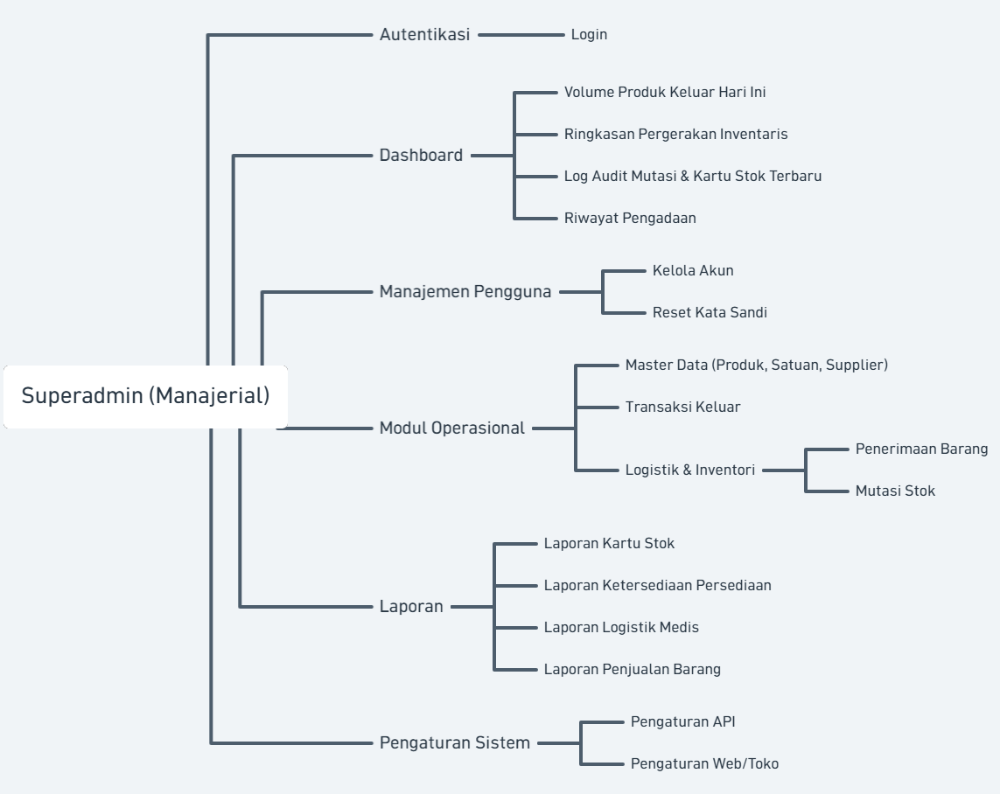 Superadmin (Manajerial)
Autentikasi
Login
Dashboard
Volume Produk Keluar Hari Ini
Ringkasan Pergerakan Inventaris
Log Audit Mutasi & Kartu Stok Terbaru
Riwayat Pengadaan
Manajemen Pengguna
Kelola Akun
Reset Kata Sandi
Modul Operasional
Master Data (Produk, Satuan, Supplier)
Transaksi Keluar
Logistik & Inventori
Penerimaan Barang
Mutasi Stok
Laporan
Laporan Kartu Stok
Laporan Ketersediaan Persediaan
Laporan Logistik Medis
Laporan Penjualan Barang
Pengaturan Sistem
Pengaturan API
Pengaturan Web/Toko